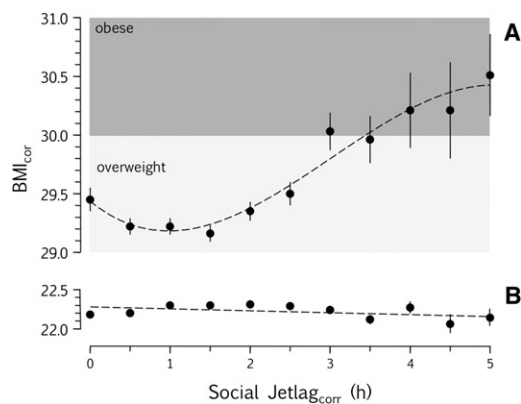 A
obese
overweight
31.0
30.5
30.0
29.5
29.0
BMIcor
B
22.5
22.0
0 1 2 3 4 5
Social Jetlagcorr (h)